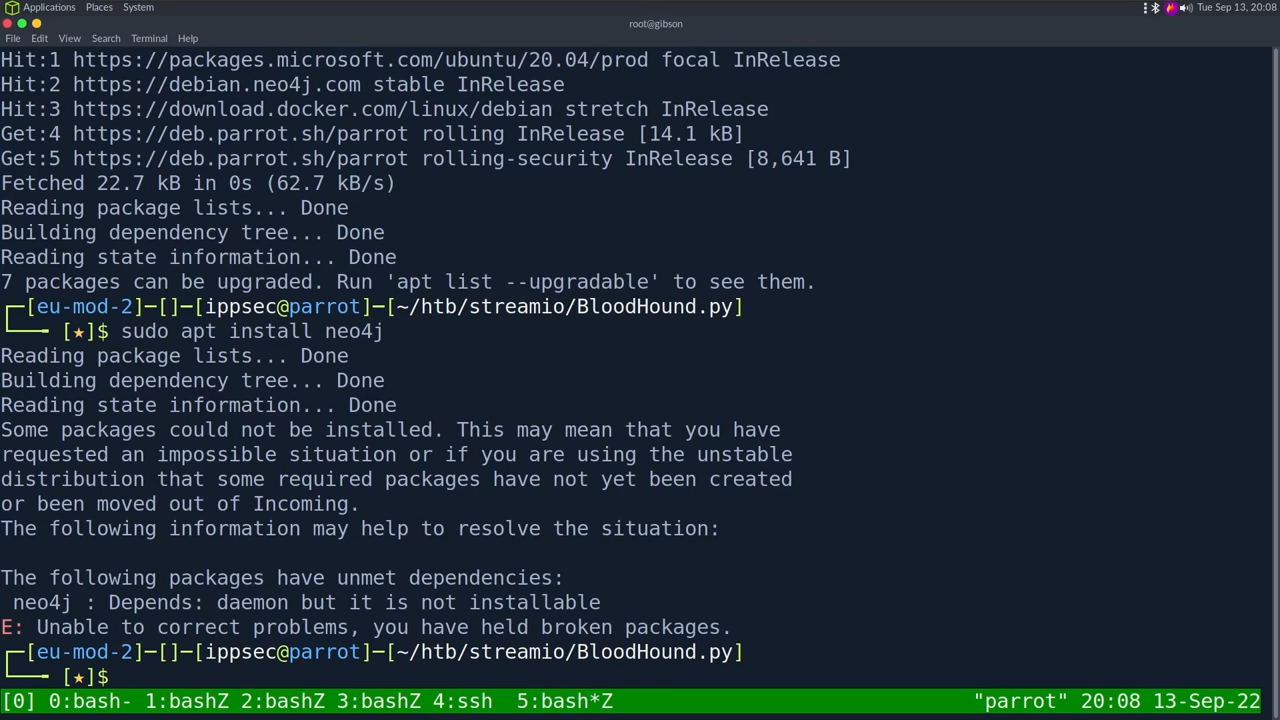 Applications Places System
Tue Sep 13, 20:08
root@gibson
File Edit View Search Terminal Help
Hit:1 https://packages.microsoft.com/ubuntu/20.04/prod focal InRelease
Hit:2 https://debian.neo4j.com stable InRelease
Hit:3 https://download.docker.com/linux/debian stretch InRelease
Get:4 https://deb.parrot.sh/parrot rolling InRelease [14.1 kB]
Get:5 https://deb.parrot.sh/parrot rolling-security InRelease [8,641 B]
Fetched 22.7 kB in 0s (62.7 kB/s)
Reading package lists... Done
Building dependency tree... Done
Reading state information... Done
7 packages can be upgraded. Run 'apt list --upgradable' to see them.
┌─[eu-mod-2]─[]─[ippsec@parrot]─[~/htb/streamio/BloodHound.py]
└──╼ [★]$ sudo apt install neo4j
Reading package lists... Done
Building dependency tree... Done
Reading state information... Done
Some packages could not be installed. This may mean that you have
requested an impossible situation or if you are using the unstable
distribution that some required packages have not yet been created
or been moved out of Incoming.
The following information may help to resolve the situation:

The following packages have unmet dependencies:
 neo4j : Depends: daemon but it is not installable
E: Unable to correct problems, you have held broken packages.
┌─[eu-mod-2]─[]─[ippsec@parrot]─[~/htb/streamio/BloodHound.py]
└──╼ [★]$
[0] 0:bash- 1:bashZ 2:bashZ 3:bashZ 4:ssh  5:bash*Z "parrot" 20:08 13-Sep-22